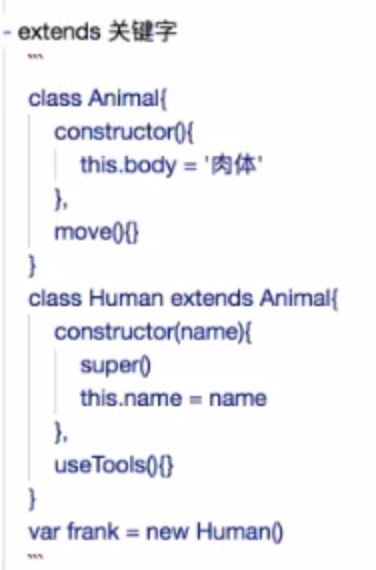 - extends 关键字
```
class Animal{
constructor(){
this.body = '肉体'
},
move(){}
}
class Human extends Animal{
constructor(name){
super()
this.name = name
},
useTools(){}
}
var frank = new Human()
```